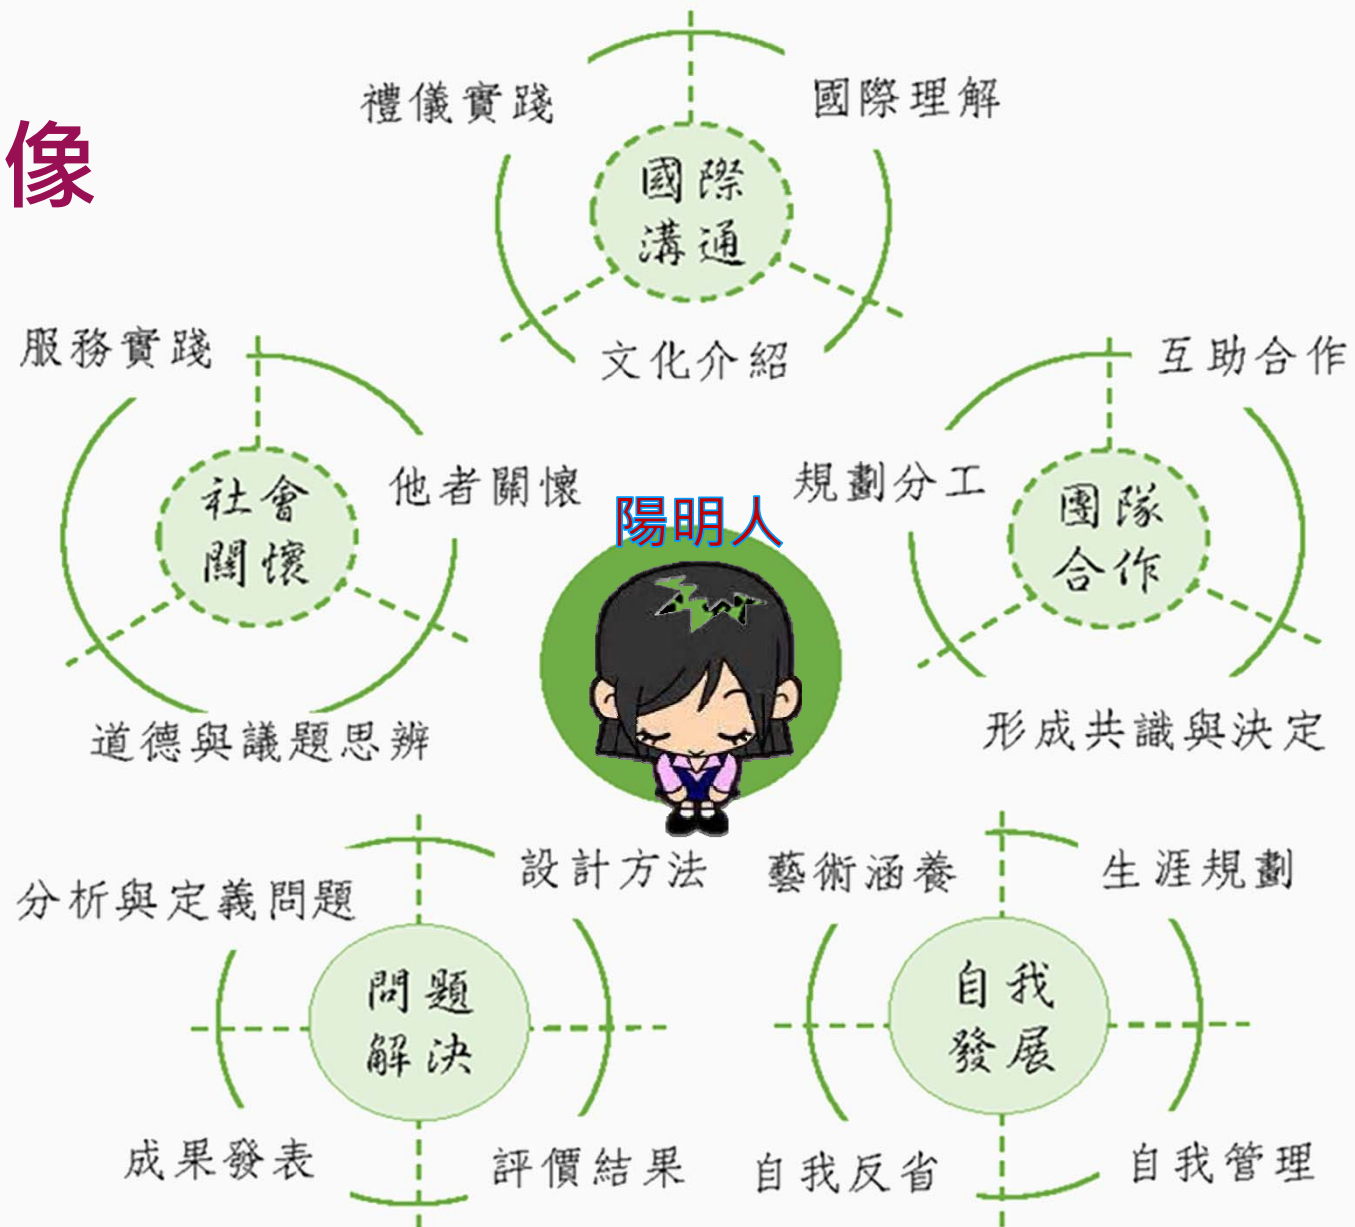 像
禮儀實踐
國際理解
國際
溝通
文化介紹
服務實踐
他者關懷
社會
關懷
道德與議題思辨
互助合作
規劃分工
團隊
合作
形成共識與決定
陽明人
分析與定義問題
設計方法
問題
解決
成果發表
評價結果
藝術涵養
生涯規劃
自我
發展
自我反省
自我管理